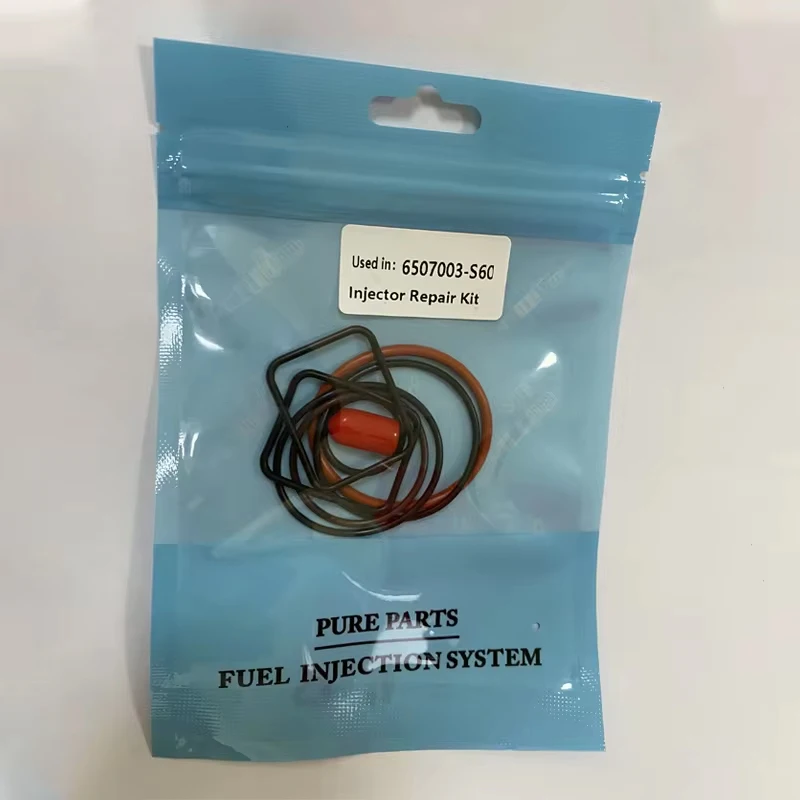 Used in: 6507003-S60
Injector Repair Kit
PURE PARTS
FUEL INJECTION SYSTEM